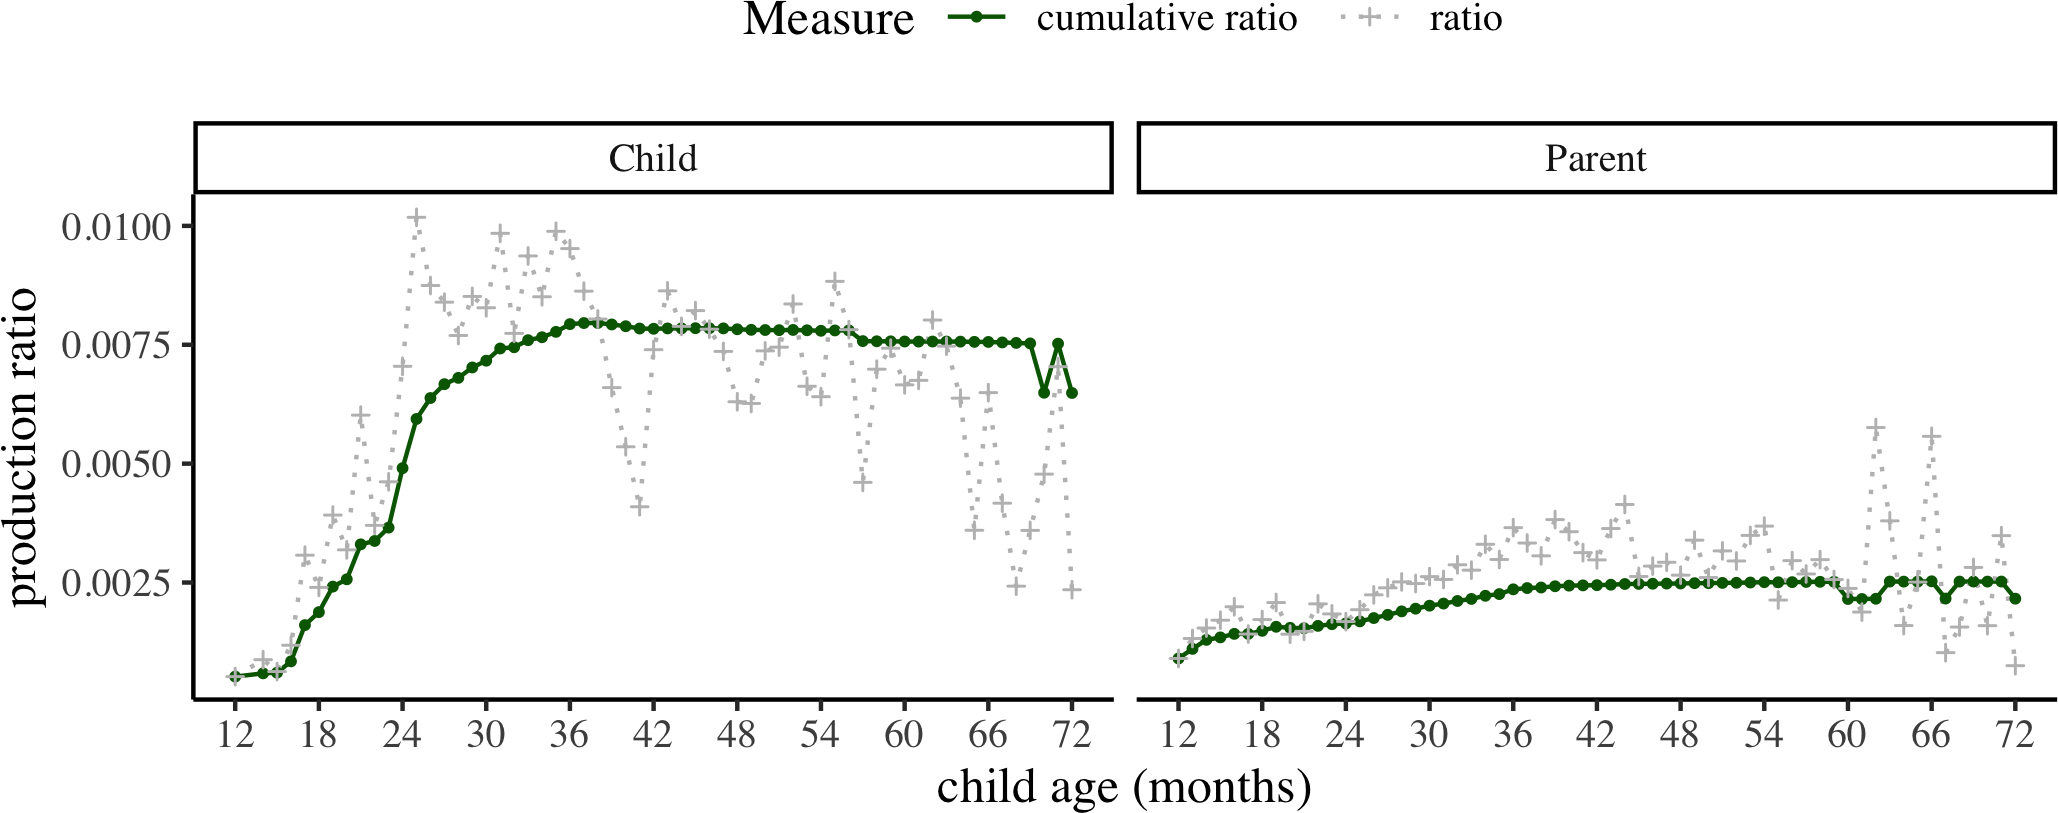 Measure cumulative ratio ratio
Child Parent
production ratio
0.0100
0.0075
0.0050
0.0025
12 18 24 30 36 42 48 54 60 66 72 12 18 24 30 36 42 48 54 60 66 72
child age (months)